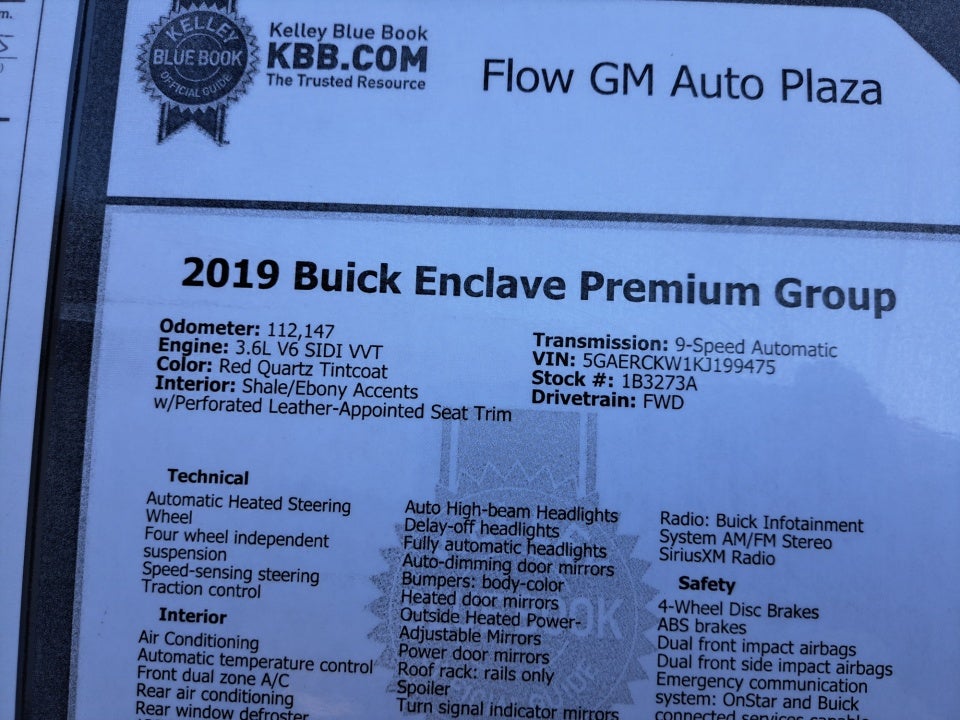 KELLEY
BLUE BOOK
OFFICIAL GUIDE
Kelley Blue Book
KBB.COM
The Trusted Resource
Flow GM Auto Plaza
2019 Buick Enclave Premium Group
Odometer: 112,147
Engine: 3.6L V6 SIDI VVT
Color: Red Quartz Tintcoat
Interior: Shale/Ebony Accents
w/Perforated Leather-Appointed Seat Trim
Transmission: 9-Speed Automatic
VIN: 5GAERCKW1KJ199475
Stock #: 1B3273A
Drivetrain: FWD
Technical
Automatic Heated Steering
Wheel
Four wheel independent
suspension
Speed-sensing steering
Traction control
Interior
Air Conditioning
Automatic temperature control
Front dual zone A/C
Rear air conditioning
Rear window defroster
Auto High-beam Headlights
Delay-off headlights
Fully automatic headlights
Auto-dimming door mirrors
Bumpers: body-color
Heated door mirrors
Outside Heated Power-
Adjustable Mirrors
Power door mirrors
Roof rack: rails only
Spoiler
Turn signal indicator mirrors
Radio: Buick Infotainment
System AM/FM Stereo
SiriusXM Radio
Safety
4-Wheel Disc Brakes
ABS brakes
Dual front impact airbags
Dual front side impact airbags
Emergency communication
system: OnStar and Buick
connected services capable